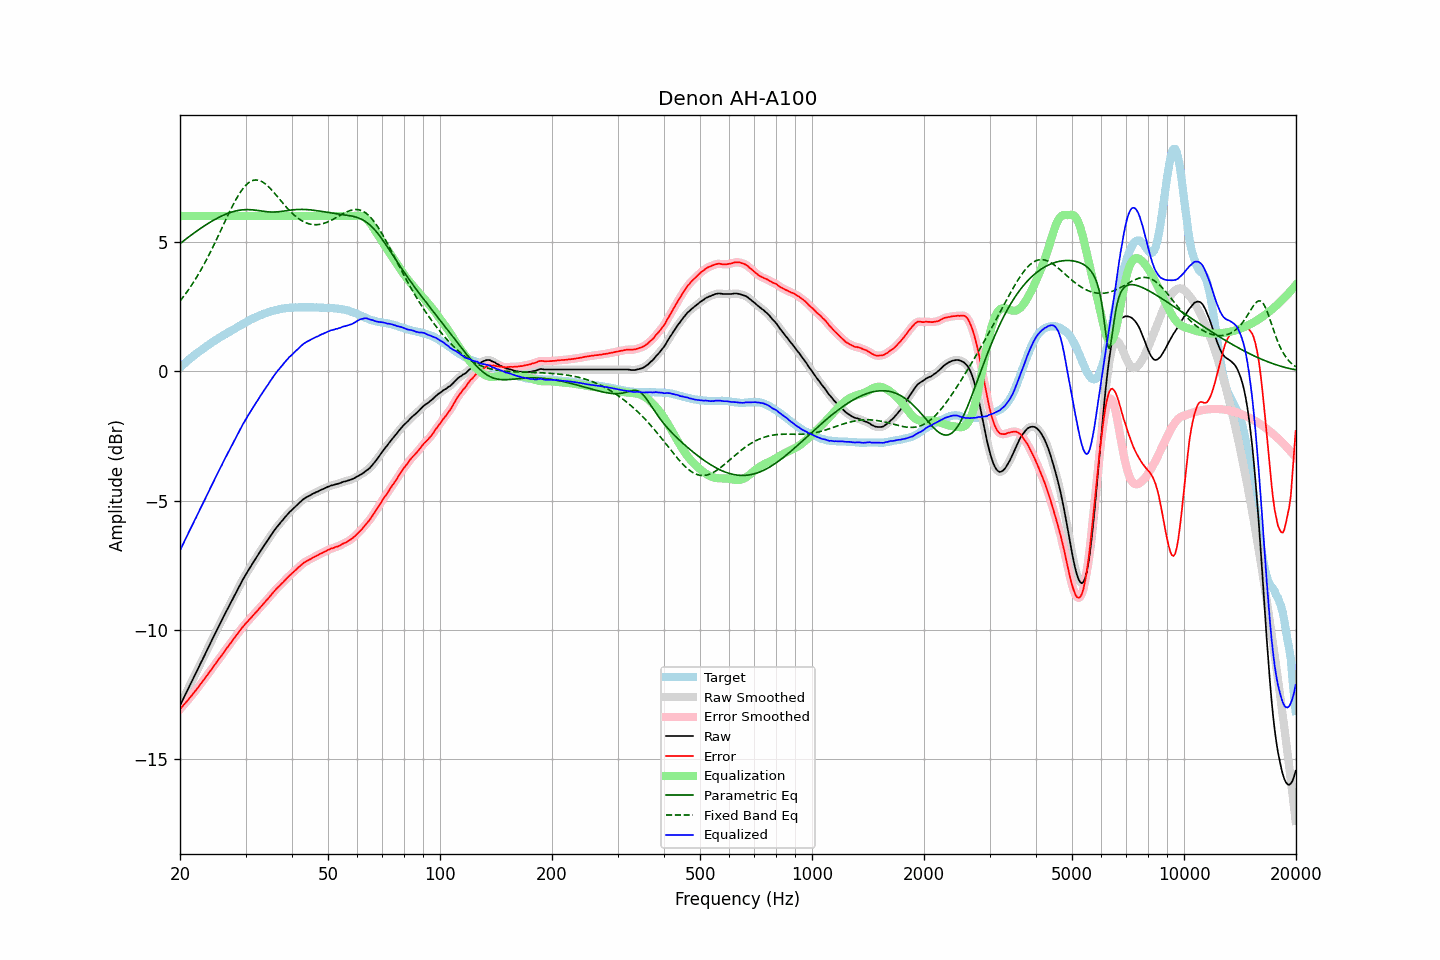 Denon AH-A100
Amplitude (dBr)
5
0
−5
−10
−15
Target
Raw Smoothed
Error Smoothed
Raw
Error
Equalization
Parametric Eq
Fixed Band Eq
Equalized
20 50 100 200 500 1000 2000 5000 10000 20000
Frequency (Hz)